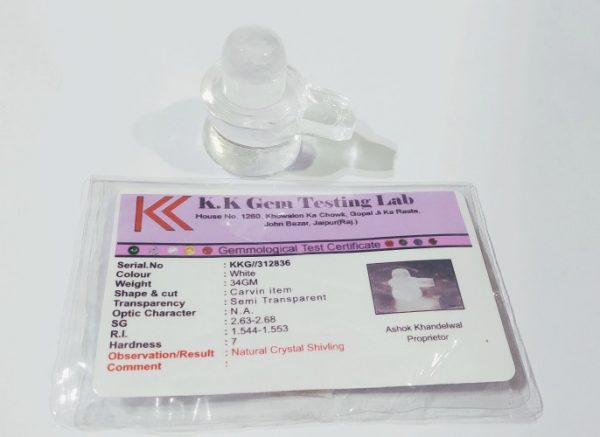 KK K.K Gem Testing Lab
House No. 1260, Khuwalon Ka Chowk, Gopal Ji Ka Rasta,
John Bazar, Jaipur(Raj.)
Gemmological Test Certificate
Serial.No : KKG//312836
Colour : White
Weight : 34GM
Shape & cut : Carvin item
Transparency : Semi Transparent
Optic Character : N.A.
SG : 2.63-2.68
R.I. : 1.544-1.553
Hardness : 7
Observation/Result : Natural Crystal Shivling
Comment :
Ashok Khandelwal
Proprietor